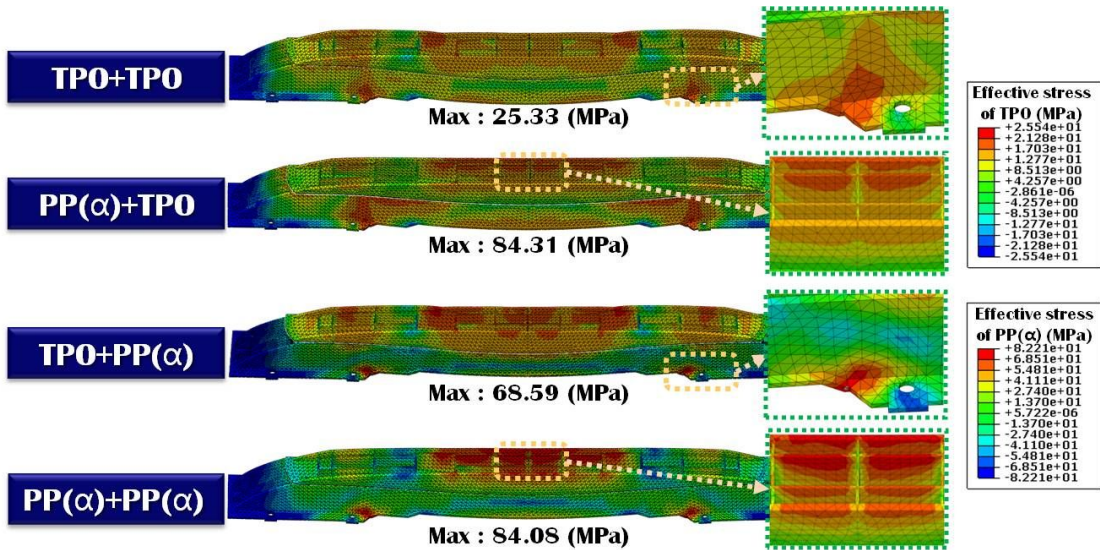 TPO+TPO
Max : 25.33 (MPa)
PP(α)+TPO
Max : 84.31 (MPa)
TPO+PP(α)
Max : 68.59 (MPa)
PP(α)+PP(α)
Max : 84.08 (MPa)
Effective stress
of TPO (MPa)
+2.554e+01
+2.128e+01
+1.703e+01
+1.277e+01
+8.513e+00
+4.257e+00
-2.861e-06
-4.257e+00
-8.513e+00
-1.277e+01
-1.703e+01
-2.128e+01
-2.554e+01
Effective stress
of PP(α) (MPa)
+8.221e+01
+6.851e+01
+5.481e+01
+4.111e+01
+2.740e+01
+1.370e+01
+5.722e-06
-1.370e+01
-2.740e+01
-4.110e+01
-5.481e+01
-6.851e+01
-8.221e+01